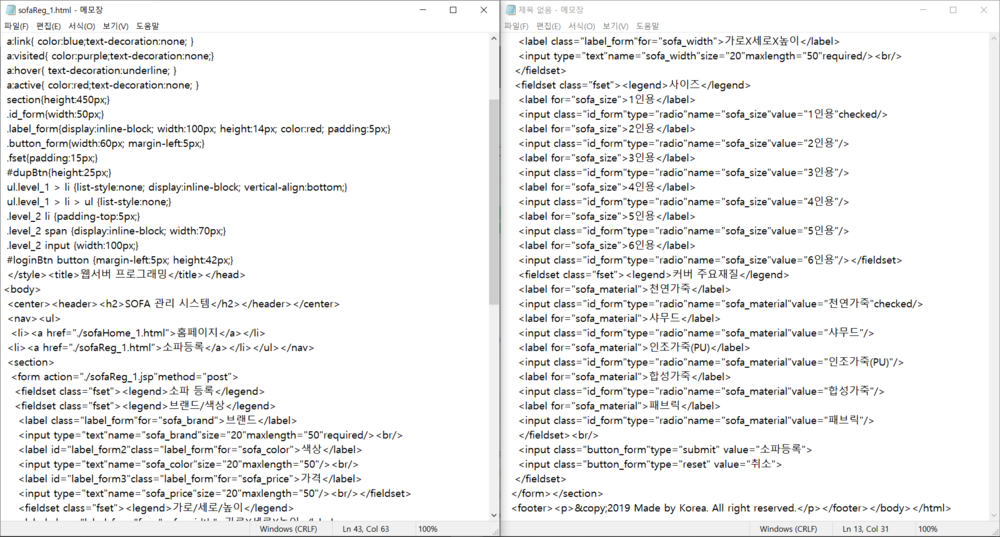 sofaReg_1.html - 메모장
파일(F) 편집(E) 서식(O) 보기(V) 도움말
a:link{ color:blue;text-decoration:none; }
a:visited{ color:purple;text-decoration:none;}
a:hover{ text-decoration:underline; }
a:active{ color:red;text-decoration:none; }
section{height:450px;}
.id_form{width:50px;}
.label_form{display:inline-block; width:100px; height:14px; color:red; padding:5px;}
.button_form{width:60px; margin-left:5px;}
.fset{padding:15px;}
#dupBtn{height:25px;}
ul.level_1 > li {list-style:none; display:inline-block; vertical-align:bottom;}
ul.level_1 > li > ul {list-style:none;}
.level_2 li {padding-top:5px;}
.level_2 span {display:inline-block; width:70px;}
.level_2 input {width:100px;}
#loginBtn button {margin-left:5px; height:42px;}
</style><title>웹서버 프로그래밍</title></head>
<body>
<center><header><h2>SOFA 관리 시스템</h2></header></center>
<nav><ul>
<li><a href="./sofaHome_1.html">홈페이지</a></li>
<li><a href="./sofaReg_1.html">소파등록</a></li></ul></nav>
<section>
<form action="./sofaReg_1.jsp"method="post">
<fieldset class="fset"><legend>소파 등록</legend>
<fieldset class="fset"><legend>브랜드/색상</legend>
<label class="label_form"for="sofa_brand">브랜드</label>
<input type="text"name="sofa_brand"size="20"maxlength="50"required/><br/>
<label id="label_form2"class="label_form"for="sofa_color">색상</label>
<input type="text"name="sofa_color"size="20"maxlength="50"/><br/>
<label id="label_form3"class="label_form"for="sofa_price">가격</label>
<input type="text"name="sofa_price"size="20"maxlength="50"/><br/></fieldset>
<fieldset class="fset"><legend>가로/세로/높이</legend>
Windows (CRLF) Ln 43, Col 63 100%
제목 없음 - 메모장
파일(F) 편집(E) 서식(O) 보기(V) 도움말
<label class="label_form"for="sofa_width">가로X세로X높이</label>
<input type="text"name="sofa_width"size="20"maxlength="50"required/><br/>
</fieldset>
<fieldset class="fset"><legend>사이즈</legend>
<label for="sofa_size">1인용</label>
<input class="id_form"type="radio"name="sofa_size"value="1인용"checked/>
<label for="sofa_size">2인용</label>
<input class="id_form"type="radio"name="sofa_size"value="2인용"/>
<label for="sofa_size">3인용</label>
<input class="id_form"type="radio"name="sofa_size"value="3인용"/>
<label for="sofa_size">4인용</label>
<input class="id_form"type="radio"name="sofa_size"value="4인용"/>
<label for="sofa_size">5인용</label>
<input class="id_form"type="radio"name="sofa_size"value="5인용"/>
<label for="sofa_size">6인용</label>
<input class="id_form"type="radio"name="sofa_size"value="6인용"/></fieldset>
<fieldset class="fset"><legend>커버 주요재질</legend>
<label for="sofa_material">천연가죽</label>
<input class="id_form"type="radio"name="sofa_material"value="천연가죽"checked/>
<label for="sofa_material">샤무드</label>
<input class="id_form"type="radio"name="sofa_material"value="샤무드"/>
<label for="sofa_material">인조가죽(PU)</label>
<input class="id_form"type="radio"name="sofa_material"value="인조가죽(PU)"/>
<label for="sofa_material">합성가죽</label>
<input class="id_form"type="radio"name="sofa_material"value="합성가죽"/>
<label for="sofa_material">패브릭</label>
<input class="id_form"type="radio"name="sofa_material"value="패브릭"/>
</fieldset><br/>
<input class="button_form"type="submit" value="소파등록">
<input class="button_form"type="reset" value="취소">
</fieldset>
</form></section>
<footer><p>&copy;2019 Made by Korea. All right reserved.</p></footer></body></html>
Windows (CRLF) Ln 13, Col 31 100%